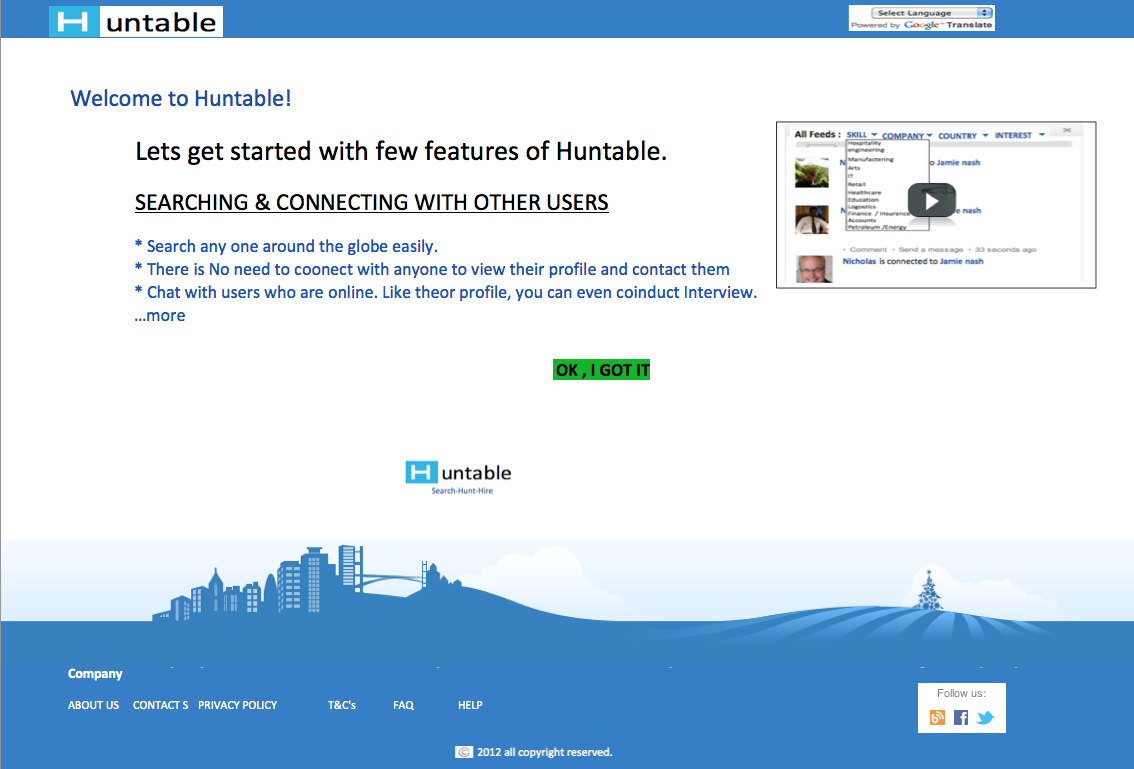 Huntable
Select Language
Powered by Google™ Translate
Welcome to Huntable!
Lets get started with few features of Huntable.
SEARCHING & CONNECTING WITH OTHER USERS
* Search any one around the globe easily.
* There is No need to coonect with anyone to view their profile and contact them
* Chat with users who are online. Like theor profile, you can even coinduct Interview.
...more
All Feeds : SKILL COMPANY COUNTRY INTEREST
Hospitality
engineering
Manufactering
Arts
IT
Retail
Healthcare
Education
Logostics
Finance / Insurance
Accounts
Petroleum /Energy
N o Jamie nash
N e nash
- Comment - Send a message - 33 seconds ago
Nicholas is connected to Jamie nash
OK , I GOT IT
Huntable
Search-Hunt-Hire
Company
ABOUT US CONTACT S PRIVACY POLICY T&C's FAQ HELP
Follow us:
© 2012 all copyright reserved.